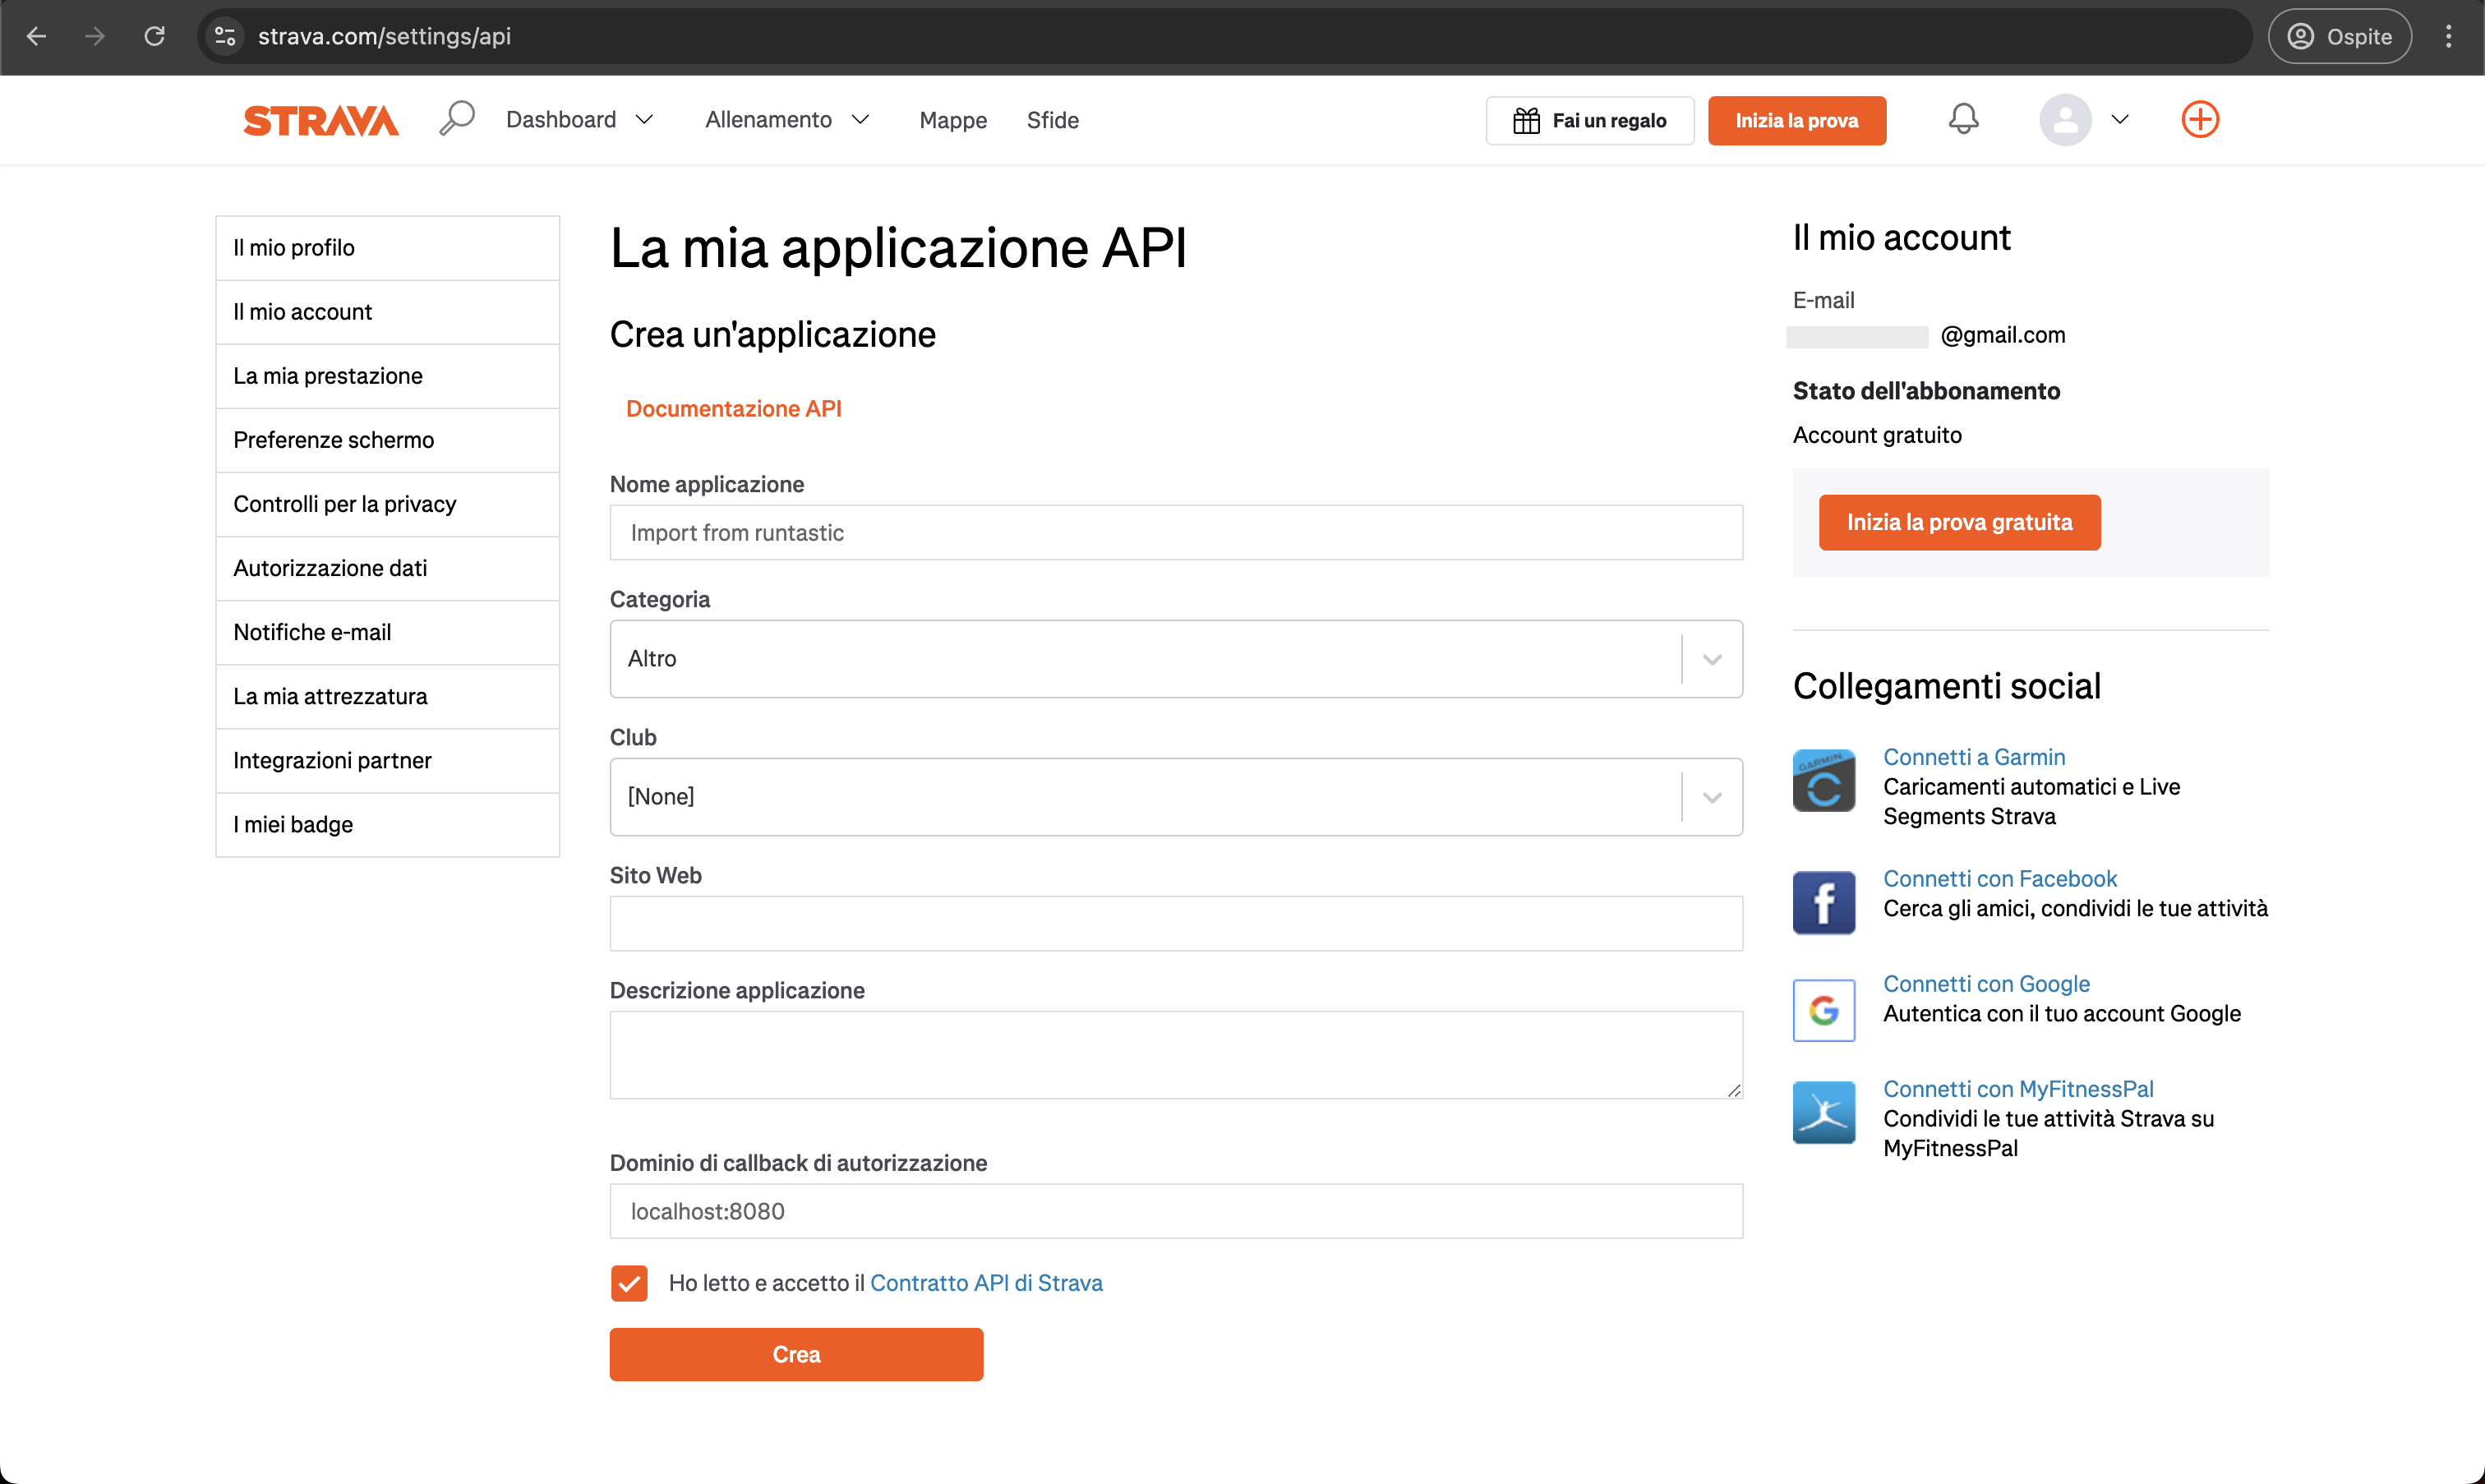 strava.com/settings/api
Ospite
STRAVA
Dashboard
Allenamento
Mappe
Sfide
Fai un regalo
Inizia la prova
Il mio profilo
Il mio account
La mia prestazione
Preferenze schermo
Controlli per la privacy
Autorizzazione dati
Notifiche e-mail
La mia attrezzatura
Integrazioni partner
I miei badge
La mia applicazione API
Crea un'applicazione
Documentazione API
Nome applicazione
Import from runtastic
Categoria
Altro
Club
[None]
Sito Web
Descrizione applicazione
Dominio di callback di autorizzazione
localhost:8080
Ho letto e accetto il Contratto API di Strava
Crea
Il mio account
E-mail
@gmail.com
Stato dell'abbonamento
Account gratuito
Inizia la prova gratuita
Collegamenti social
GARMIN
Connetti a Garmin
Caricamenti automatici e Live
Segments Strava
Connetti con Facebook
Cerca gli amici, condividi le tue attività
Connetti con Google
Autentica con il tuo account Google
Connetti con MyFitnessPal
Condividi le tue attività Strava su
MyFitnessPal